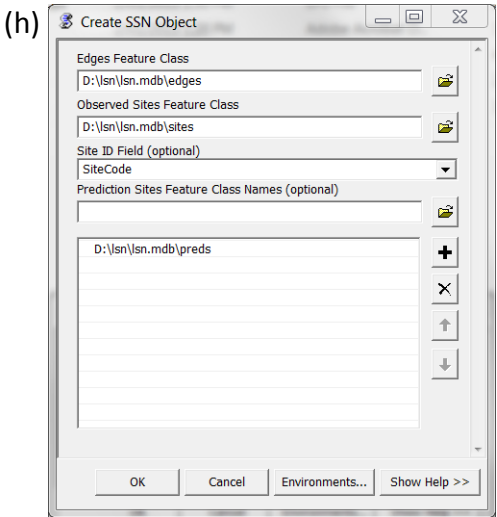 (h)
Create SSN Object
Edges Feature Class
D:\lsn\lsn.mdb\edges
Observed Sites Feature Class
D:\lsn\lsn.mdb\sites
Site ID Field (optional)
SiteCode
Prediction Sites Feature Class Names (optional)
D:\lsn\lsn.mdb\preds
OK Cancel Environments... Show Help >>